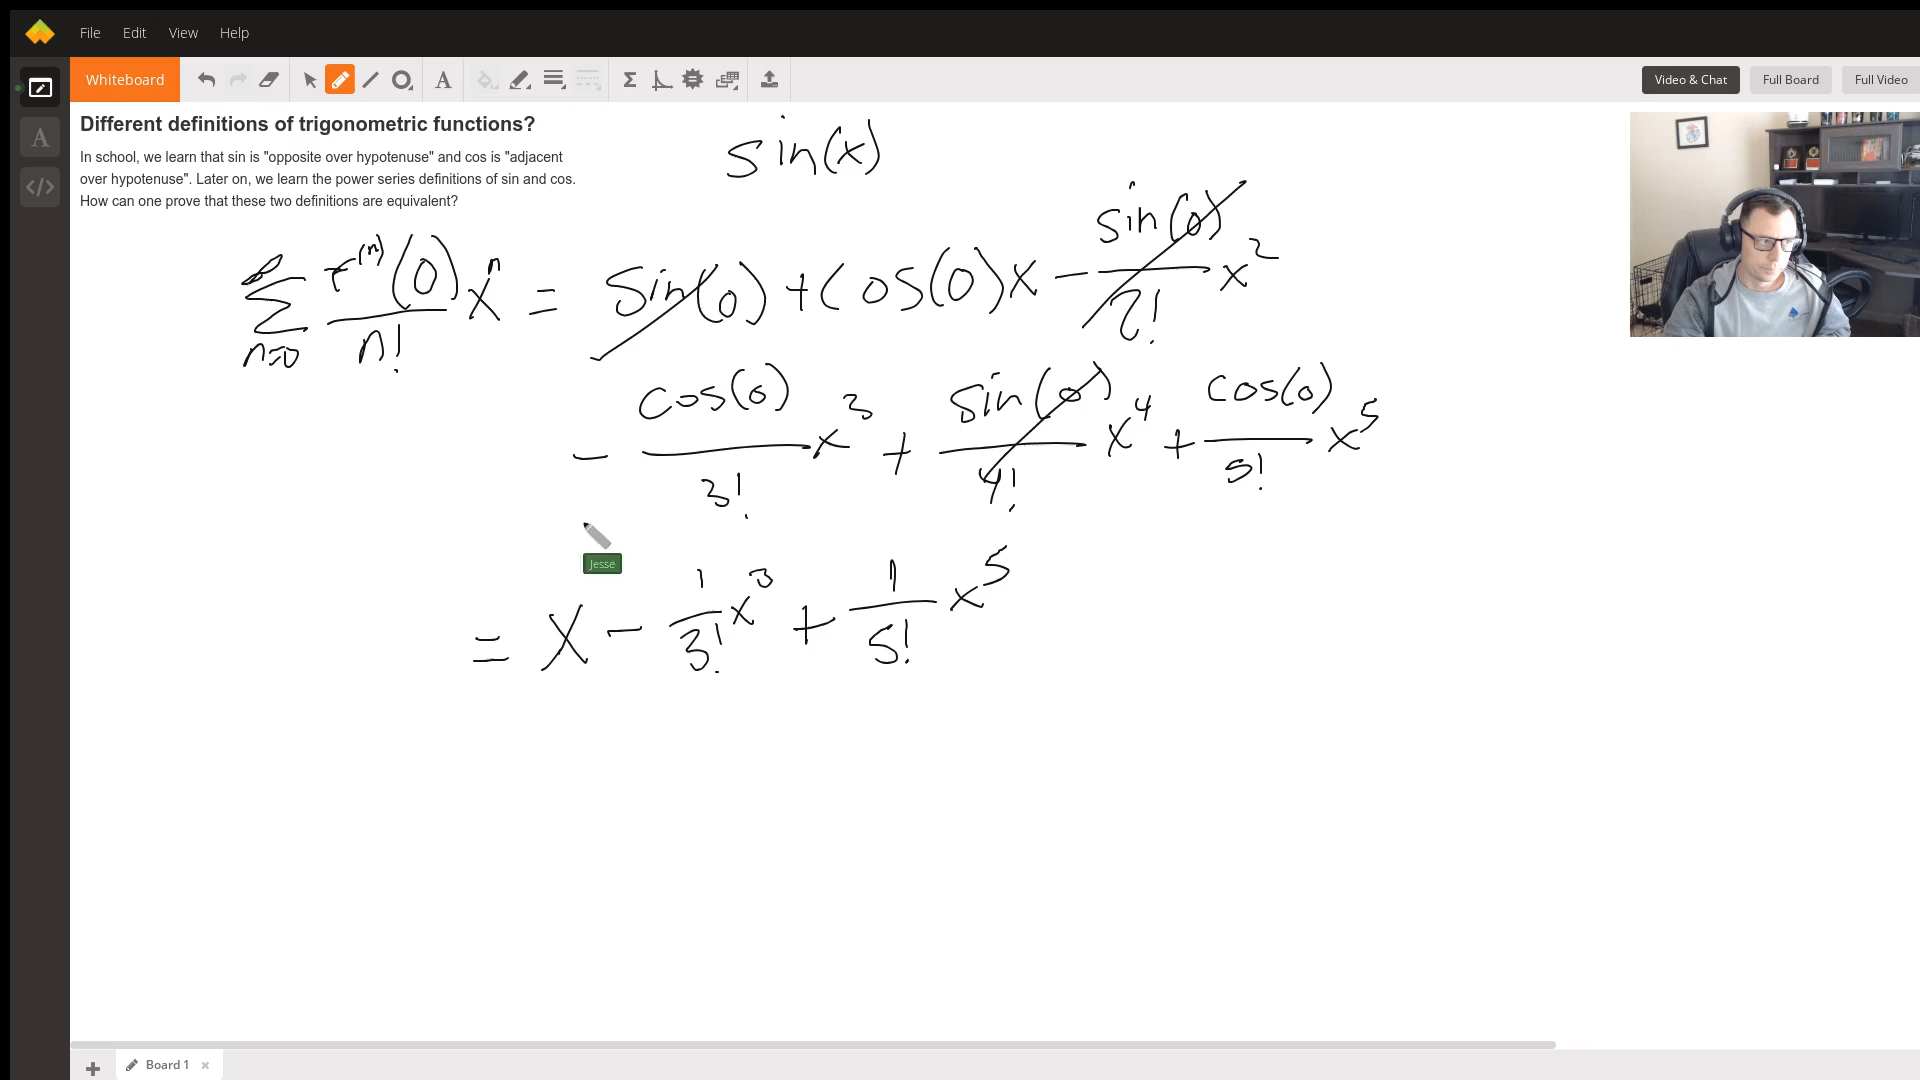 File Edit View Help
Whiteboard A Σ Video & Chat Full Board Full Video
A
</>
Different definitions of trigonometric functions?
In school, we learn that sin is "opposite over hypotenuse" and cos is "adjacent
over hypotenuse". Later on, we learn the power series definitions of sin and cos.
How can one prove that these two definitions are equivalent?
sin(x)
∑ n=0 f^(n)(0)/n! x^n = sin(0) + cos(0)x - sin(0)/2! x^2
- cos(0)/3! x^3 + sin(0)/4! x^4 + cos(0)/5! x^5
Jesse
= x - 1/3! x^3 + 1/5! x^5
+ Board 1 ×